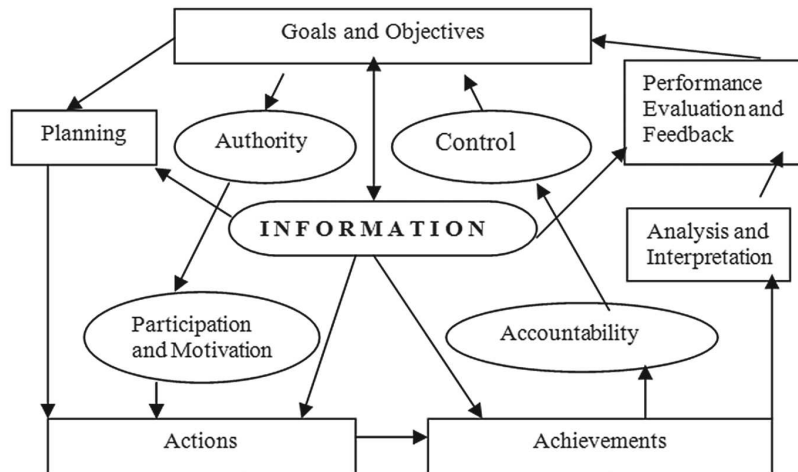 Goals and Objectives
Performance
Evaluation and
Feedback
Planning
Authority
Control
INFORMATION
Analysis and
Interpretation
Participation
and Motivation
Accountability
Actions
Achievements